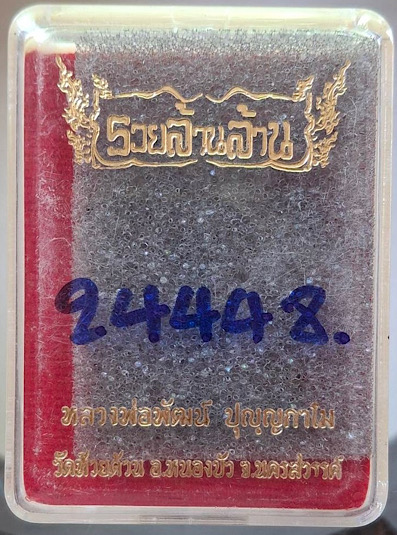 รวยล้านล้าน
24448.
หลวงพ่อพัฒน์ ปุญญกาโม
วัดห้วยด้วน อ.หนองบัว จ.นครสวรรค์